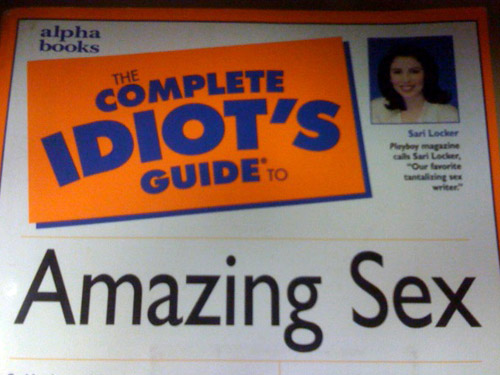 alpha
books
THE
COMPLETE
IDIOT'S
GUIDE® TO
Sari Locker
Playboy magazine
calls Sari Locker,
"Our favorite
tantalizing sex
writer."
Amazing Sex